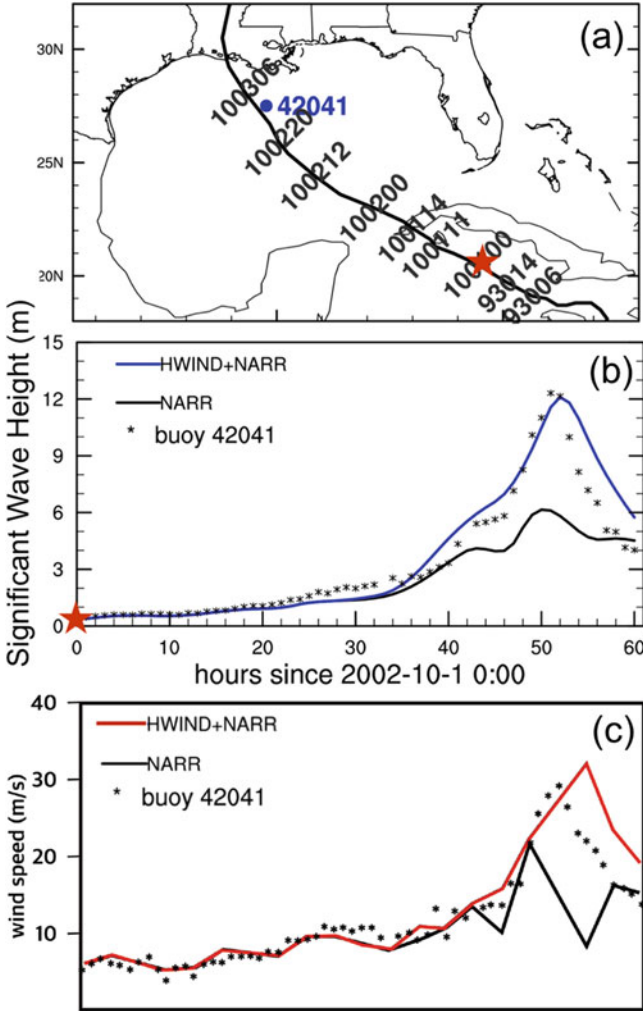 (a)
30N
25N
20N
100306
42041
100220
100212
100200
100114
93014
93006
Significant Wave Height (m)
15
12
9
6
3
0
(b)
HWIND+NARR
NARR
* buoy 42041
0 10 20 30 40 50 60
hours since 2002-10-1 0:00
wind speed (m/s)
40
30
20
10
(c)
HWIND+NARR
NARR
* buoy 42041